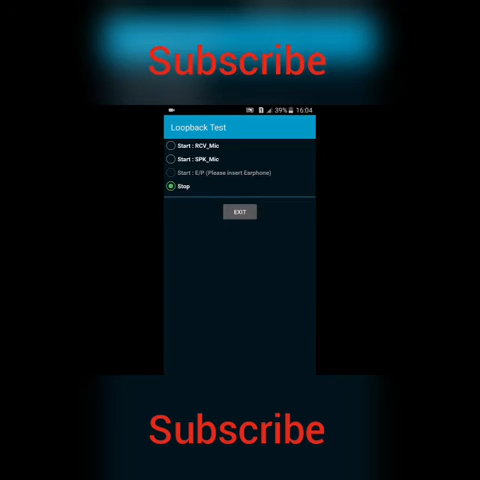 Subscribe
39% 16:04
Loopback Test
Start : RCV_Mic
Start : SPK_Mic
Start : E/P (Please insert Earphone)
Stop
EXIT
Subscribe